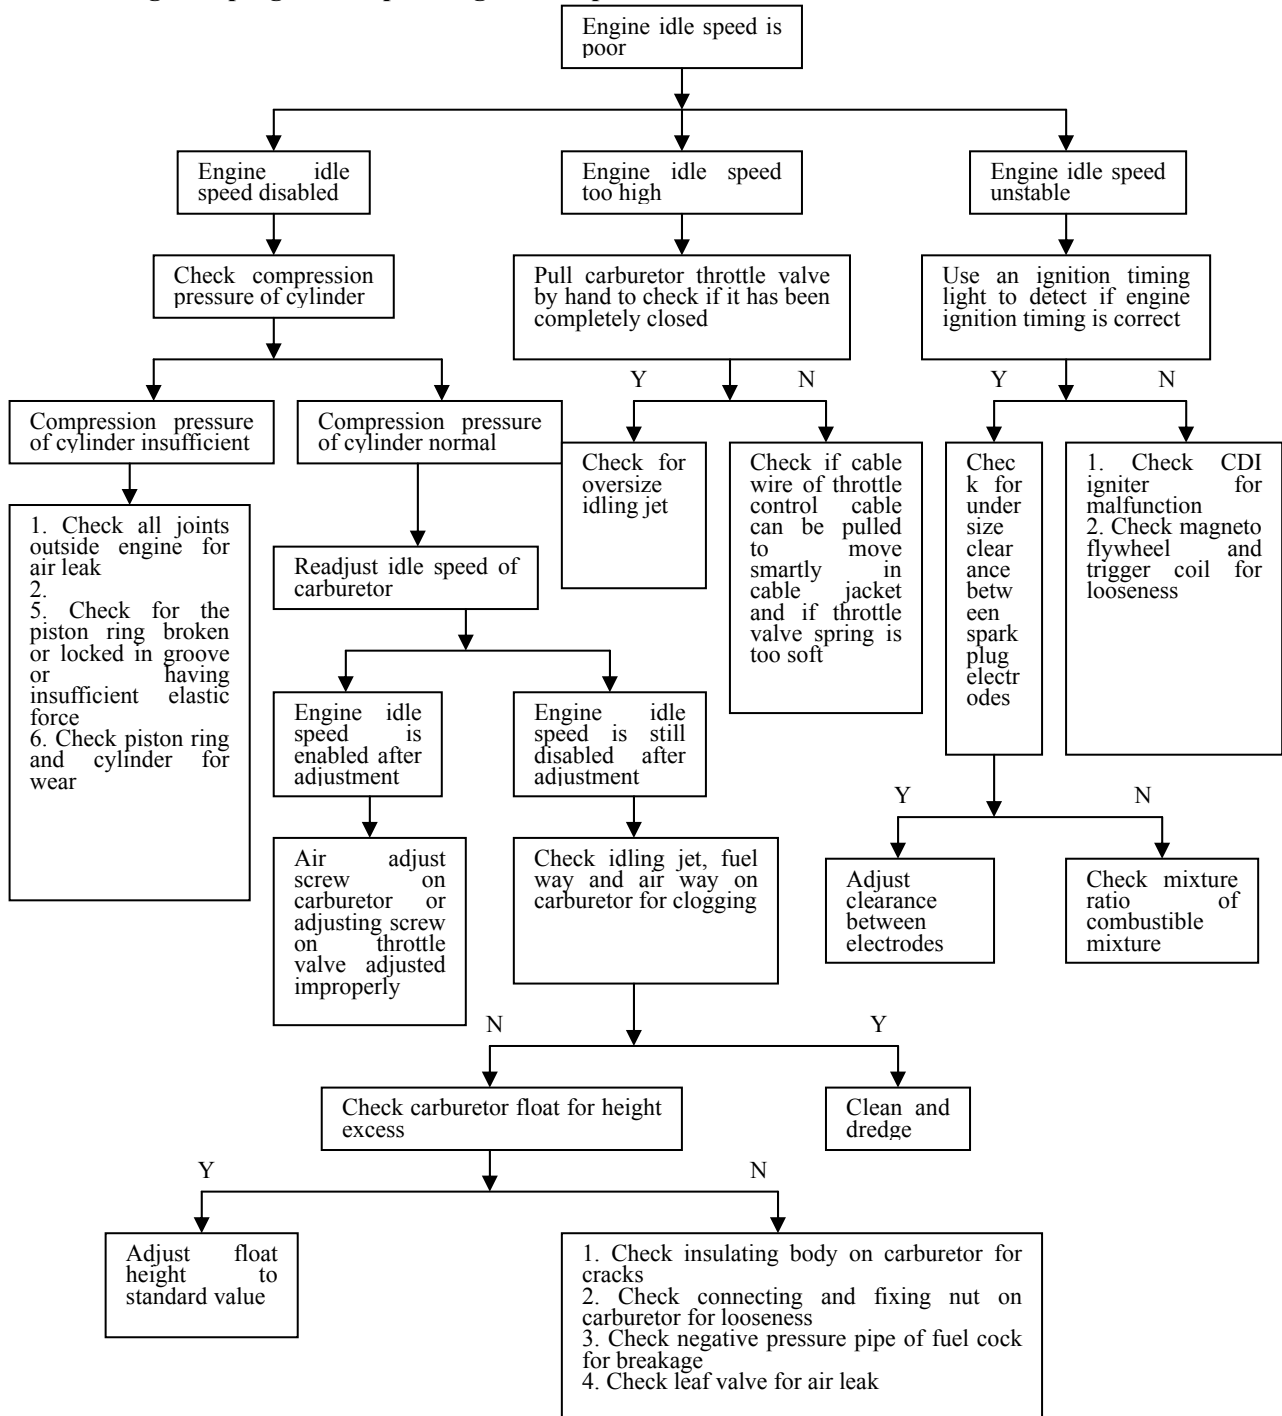 Engine idle speed is
poor
Engine idle
speed disabled
Engine idle speed
too high
Engine idle speed
unstable
Check compression
pressure of cylinder
Pull carburetor throttle valve
by hand to check if it has been
completely closed
Use an ignition timing
light to detect if engine
ignition timing is correct
Y
N
Y
N
Compression pressure
of cylinder insufficient
Compression pressure
of cylinder normal
Check for
oversize
idling jet
Check if cable
wire of throttle
control cable
can be pulled
to move
smartly in
cable jacket
and if throttle
valve spring is
too soft
Chec
k for
under
size
clear
ance
betw
een
spark
plug
electr
odes
1. Check CDI
igniter for
malfunction
2. Check magneto
flywheel and
trigger coil for
looseness
1. Check all joints
outside engine for
air leak
2.
5. Check for the
piston ring broken
or locked in groove
or having
insufficient elastic
force
6. Check piston ring
and cylinder for
wear
Readjust idle speed of
carburetor
Engine idle
speed is
enabled after
adjustment
Engine idle
speed is still
disabled after
adjustment
Y
N
Air adjust
screw on
carburetor or
adjusting screw
on throttle
valve adjusted
improperly
Check idling jet, fuel
way and air way on
carburetor for clogging
Adjust
clearance
between
electrodes
Check mixture
ratio of
combustible
mixture
N
Y
Check carburetor float for height
excess
Clean and
dredge
Y
N
Adjust float
height to
standard value
1. Check insulating body on carburetor for
cracks
2. Check connecting and fixing nut on
carburetor for looseness
3. Check negative pressure pipe of fuel cock
for breakage
4. Check leaf valve for air leak